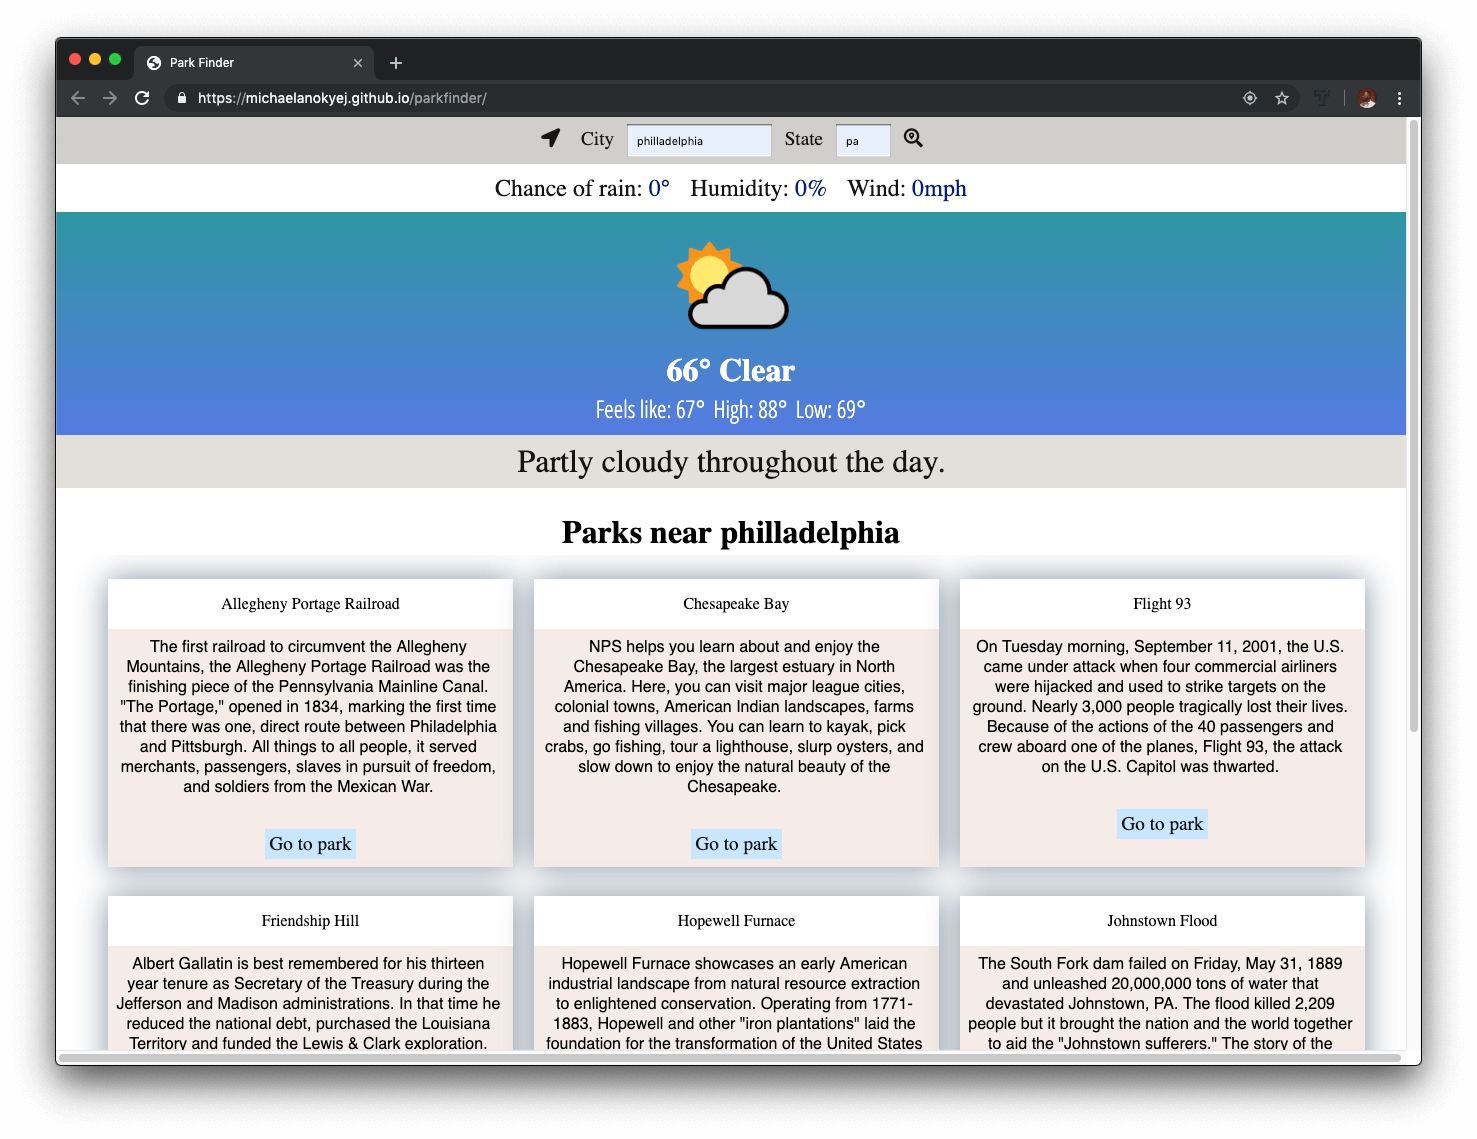 Park Finder
https://michaelanokyej.github.io/parkfinder/
City philladelphia State pa
Chance of rain: 0° Humidity: 0% Wind: 0mph
66° Clear
Feels like: 67° High: 88° Low: 69°
Partly cloudy throughout the day.
Parks near philladelphia
Allegheny Portage Railroad
The first railroad to circumvent the Allegheny
Mountains, the Allegheny Portage Railroad was the
finishing piece of the Pennsylvania Mainline Canal.
"The Portage," opened in 1834, marking the first time
that there was one, direct route between Philadelphia
and Pittsburgh. All things to all people, it served
merchants, passengers, slaves in pursuit of freedom,
and soldiers from the Mexican War.
Go to park
Chesapeake Bay
NPS helps you learn about and enjoy the
Chesapeake Bay, the largest estuary in North
America. Here, you can visit major league cities,
colonial towns, American Indian landscapes, farms
and fishing villages. You can learn to kayak, pick
crabs, go fishing, tour a lighthouse, slurp oysters, and
slow down to enjoy the natural beauty of the
Chesapeake.
Go to park
Flight 93
On Tuesday morning, September 11, 2001, the U.S.
came under attack when four commercial airliners
were hijacked and used to strike targets on the
ground. Nearly 3,000 people tragically lost their lives.
Because of the actions of the 40 passengers and
crew aboard one of the planes, Flight 93, the attack
on the U.S. Capitol was thwarted.
Go to park
Friendship Hill
Albert Gallatin is best remembered for his thirteen
year tenure as Secretary of the Treasury during the
Jefferson and Madison administrations. In that time he
reduced the national debt, purchased the Louisiana
Territory and funded the Lewis & Clark exploration.
Hopewell Furnace
Hopewell Furnace showcases an early American
industrial landscape from natural resource extraction
to enlightened conservation. Operating from 1771-
1883, Hopewell and other "iron plantations" laid the
foundation for the transformation of the United States
Johnstown Flood
The South Fork dam failed on Friday, May 31, 1889
and unleashed 20,000,000 tons of water that
devastated Johnstown, PA. The flood killed 2,209
people but it brought the nation and the world together
to aid the "Johnstown sufferers." The story of the